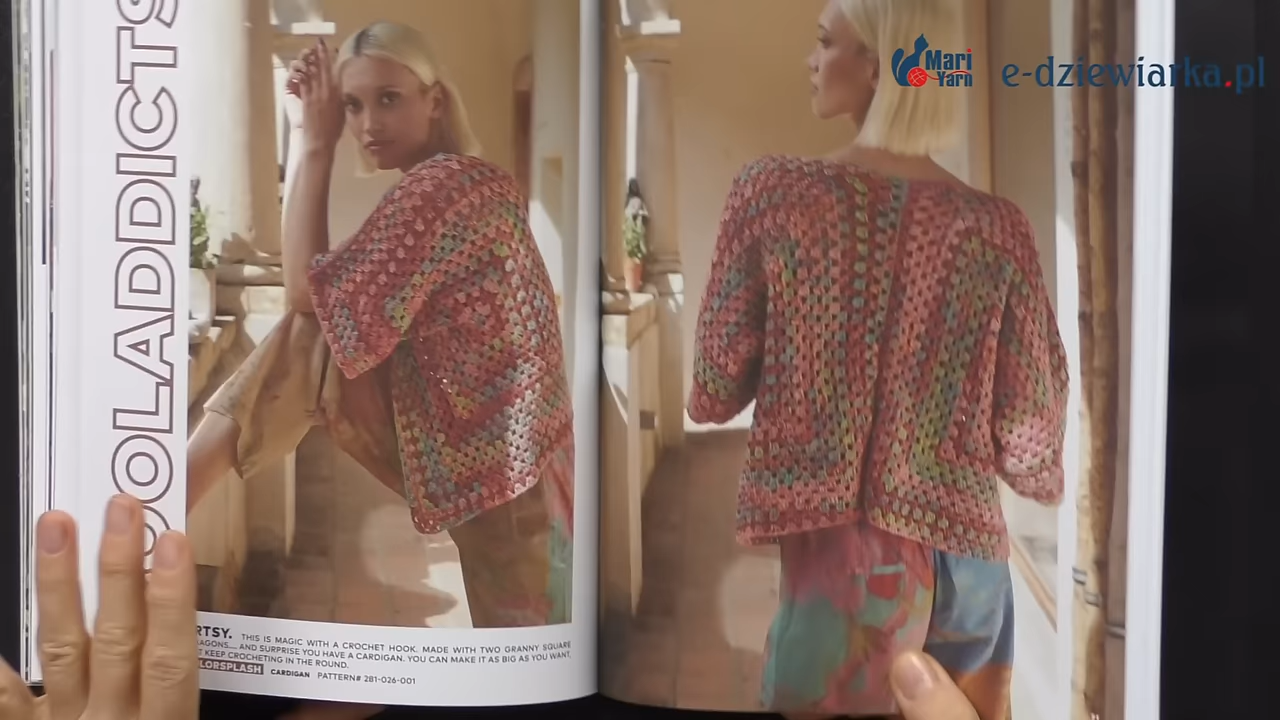 OOLADDICTS
Mari
Yarn
e-dziewiarka.pl
RTSY. THIS IS MAGIC WITH A CROCHET HOOK. MADE WITH TWO GRANNY SQUARE
AGONS... AND SURPRISE YOU HAVE A CARDIGAN. YOU CAN MAKE IT AS BIG AS YOU WANT,
T KEEP CROCHETING IN THE ROUND.
LORSPLASH CARDIGAN PATTERN# 281-026-001